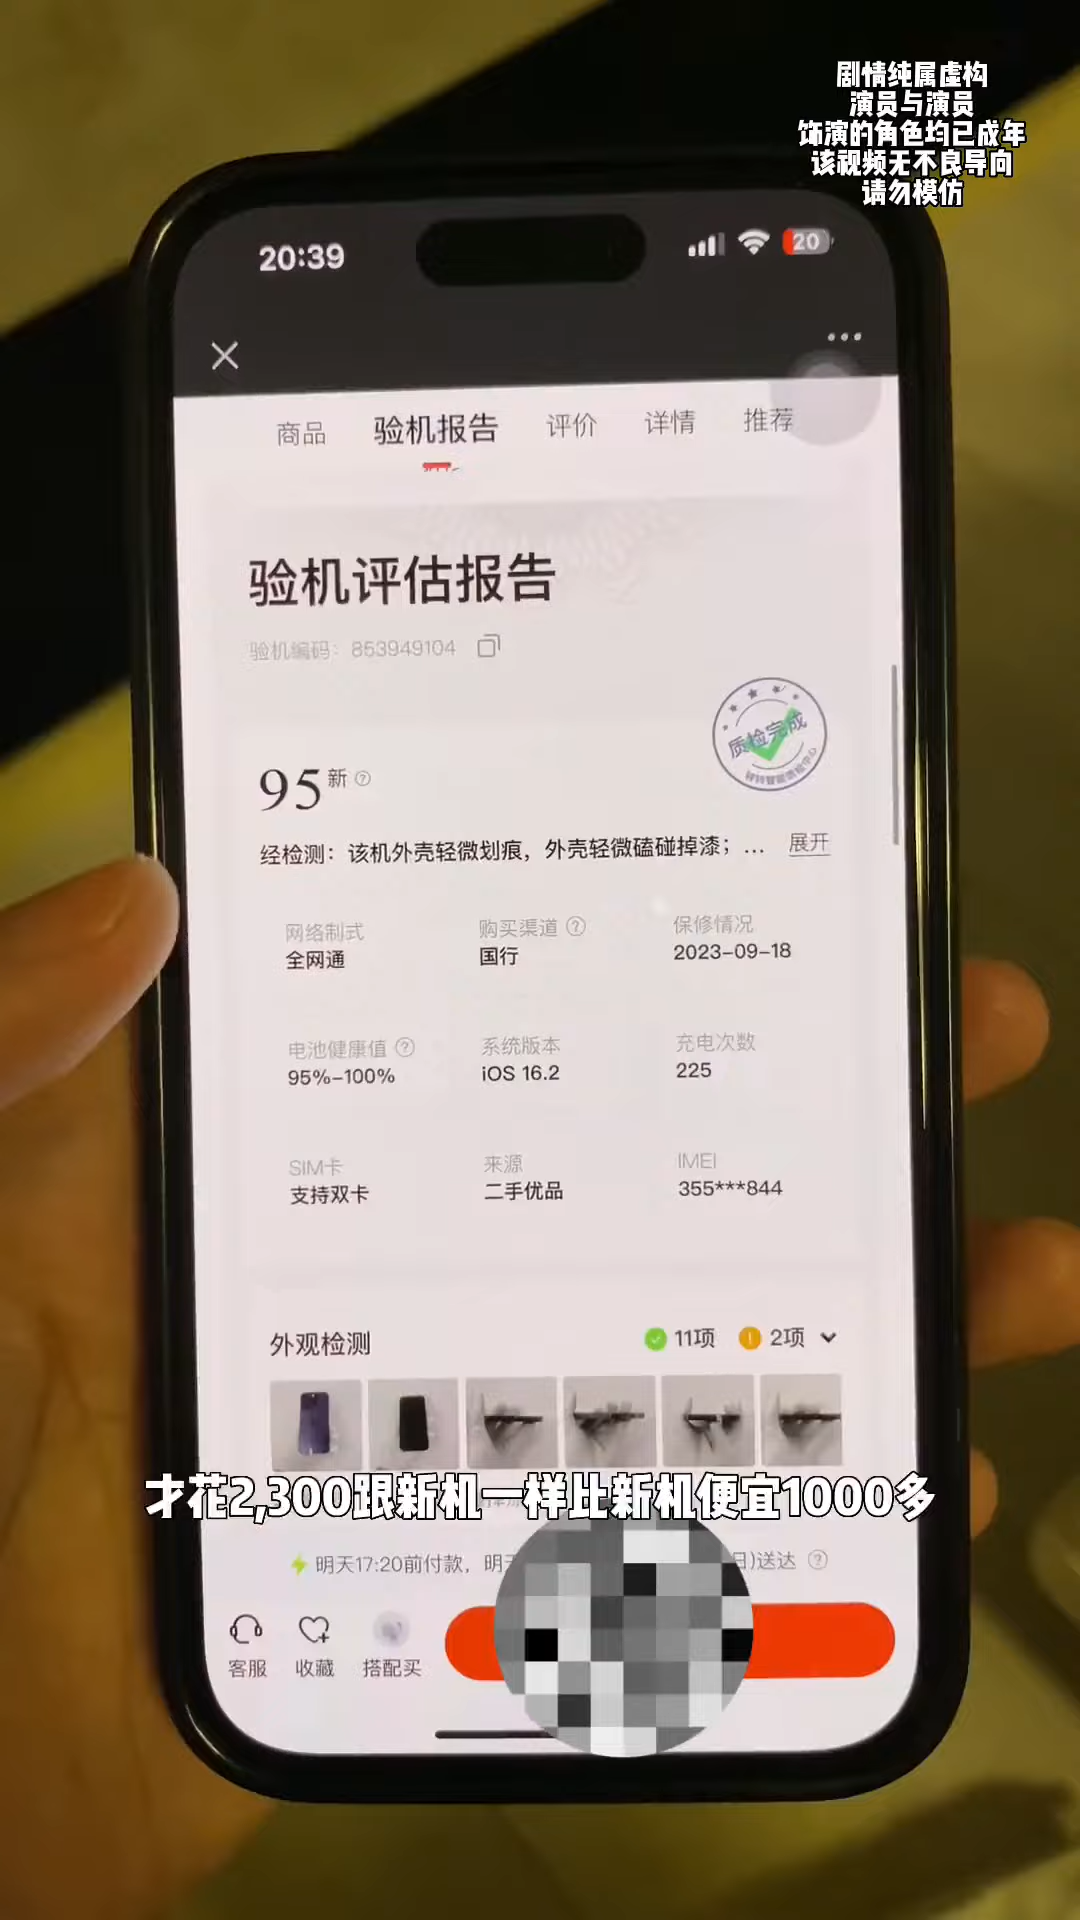 剧情纯属虚构
演员与演员
饰演的角色均已成年
该视频无不良导向
请勿模仿
20:39
20
商品 验机报告 评价 详情 推荐
验机评估报告
验机编码: 853949104
质检完成
95新
经检测：该机外壳轻微划痕，外壳轻微磕碰掉漆；... 展开
网络制式 购买渠道 保修情况
全网通 国行 2023-09-18
电池健康值 系统版本 充电次数
95%-100% iOS 16.2 225
SIM卡 来源 IMEI
支持双卡 二手优品 355***844
外观检测 11项 2项
才花2,300跟新机一样比新机便宜1000多
明天17:20前付款，明 日)送达
客服 收藏 搭配买